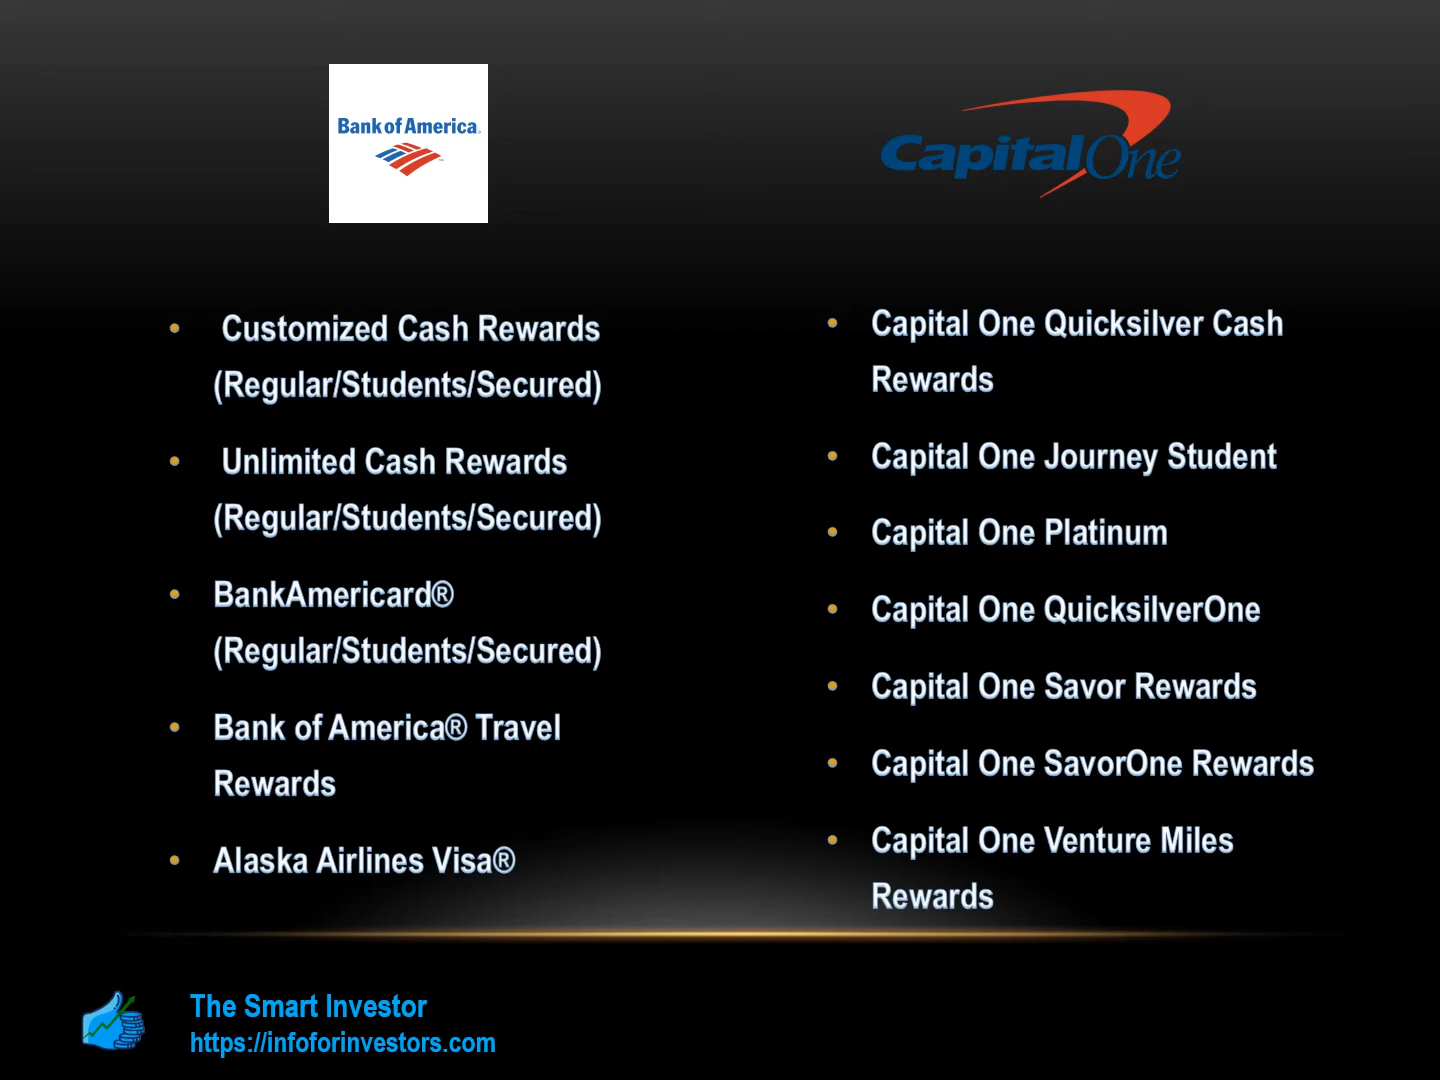 Bank of America
Capital One
• Customized Cash Rewards
(Regular/Students/Secured)
• Unlimited Cash Rewards
(Regular/Students/Secured)
• BankAmericard®
(Regular/Students/Secured)
• Bank of America® Travel
Rewards
• Alaska Airlines Visa®
• Capital One Quicksilver Cash
Rewards
• Capital One Journey Student
• Capital One Platinum
• Capital One QuicksilverOne
• Capital One Savor Rewards
• Capital One SavorOne Rewards
• Capital One Venture Miles
Rewards
The Smart Investor
https://infoforinvestors.com